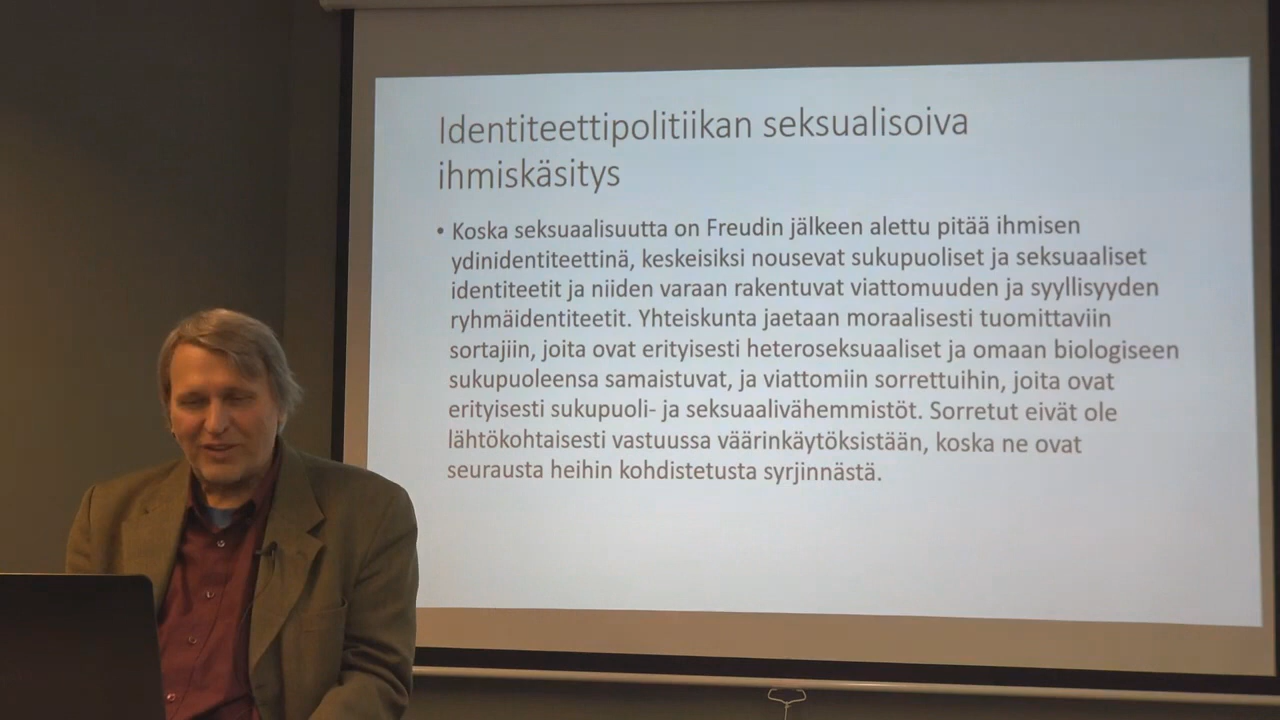 Identiteettipolitiikan seksualisoiva
ihmiskäsitys
• Koska seksuaalisuutta on Freudin jälkeen alettu pitää ihmisen
ydinidentiteettinä, keskeisiksi nousevat sukupuoliset ja seksuaaliset
identiteetit ja niiden varaan rakentuvat viattomuuden ja syyllisyyden
ryhmäidentiteetit. Yhteiskunta jaetaan moraalisesti tuomittaviin
sortajiin, joita ovat erityisesti heteroseksuaaliset ja omaan biologiseen
sukupuoleensa samaistuvat, ja viattomiin sorrettuihin, joita ovat
erityisesti sukupuoli- ja seksuaalivähemmistöt. Sorretut eivät ole
lähtökohtaisesti vastuussa väärinkäytöksistään, koska ne ovat
seurausta heihin kohdistetusta syrjinnästä.